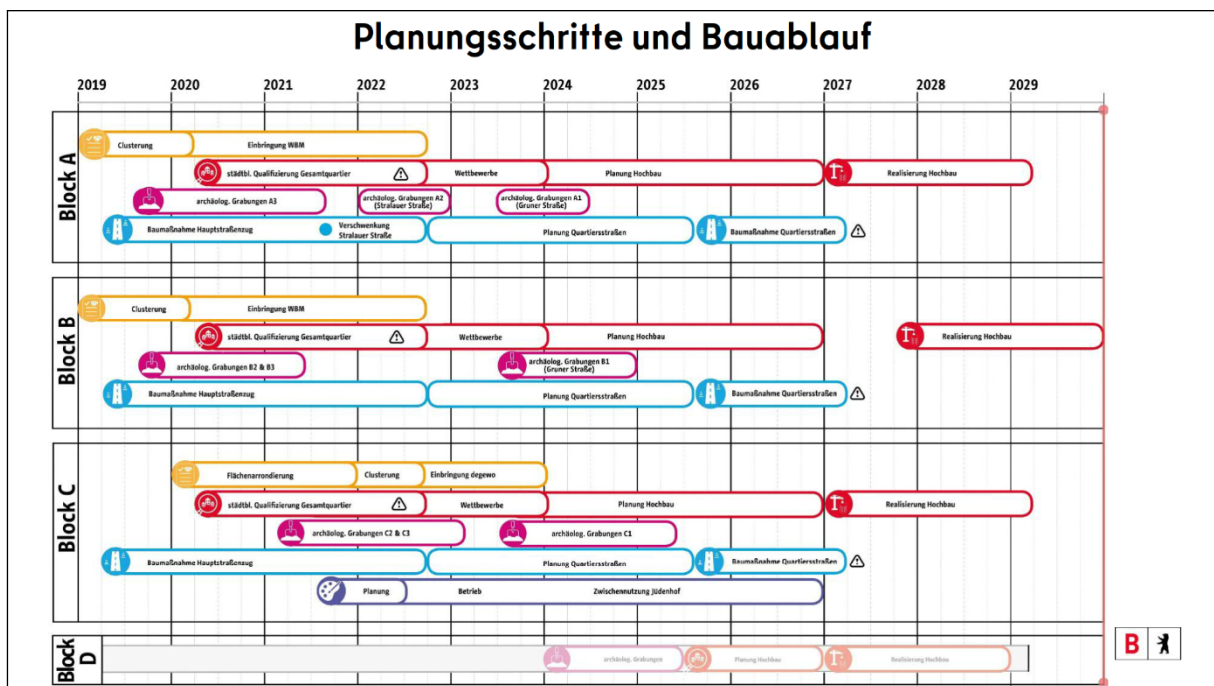 Planungsschritte und Bauablauf
2019 2020 2021 2022 2023 2024 2025 2026 2027 2028 2029
Block A
Clusterung Einbringung WBM
städtbl. Qualifizierung Gesamtquartier Wettbewerbe Planung Hochbau Realisierung Hochbau
archäolog. Grabungen A3
archäolog. Grabungen A2
(Stralauer Straße)
archäolog. Grabungen A1
(Gruner Straße)
Baumaßnahme Hauptstraßenzug
Verschwenkung
Stralauer Straße
Planung Quartiersstraßen Baumaßnahme Quartiersstraßen
Block B
Clusterung Einbringung WBM
städtbl. Qualifizierung Gesamtquartier Wettbewerbe Planung Hochbau Realisierung Hochbau
archäolog. Grabungen B2 & B3
archäolog. Grabungen B1
(Gruner Straße)
Baumaßnahme Hauptstraßenzug Planung Quartiersstraßen Baumaßnahme Quartiersstraßen
Block C
Flächenarrondierung Clusterung Einbringung degewo
städtbl. Qualifizierung Gesamtquartier Wettbewerbe Planung Hochbau Realisierung Hochbau
archäolog. Grabungen C2 & C3 archäolog. Grabungen C1
Baumaßnahme Hauptstraßenzug Planung Quartiersstraßen Baumaßnahme Quartiersstraßen
Planung Betrieb Zwischennutzung Jüdenhof
Block
D
archäolog. Grabungen Planung Hochbau Realisierung Hochbau
B